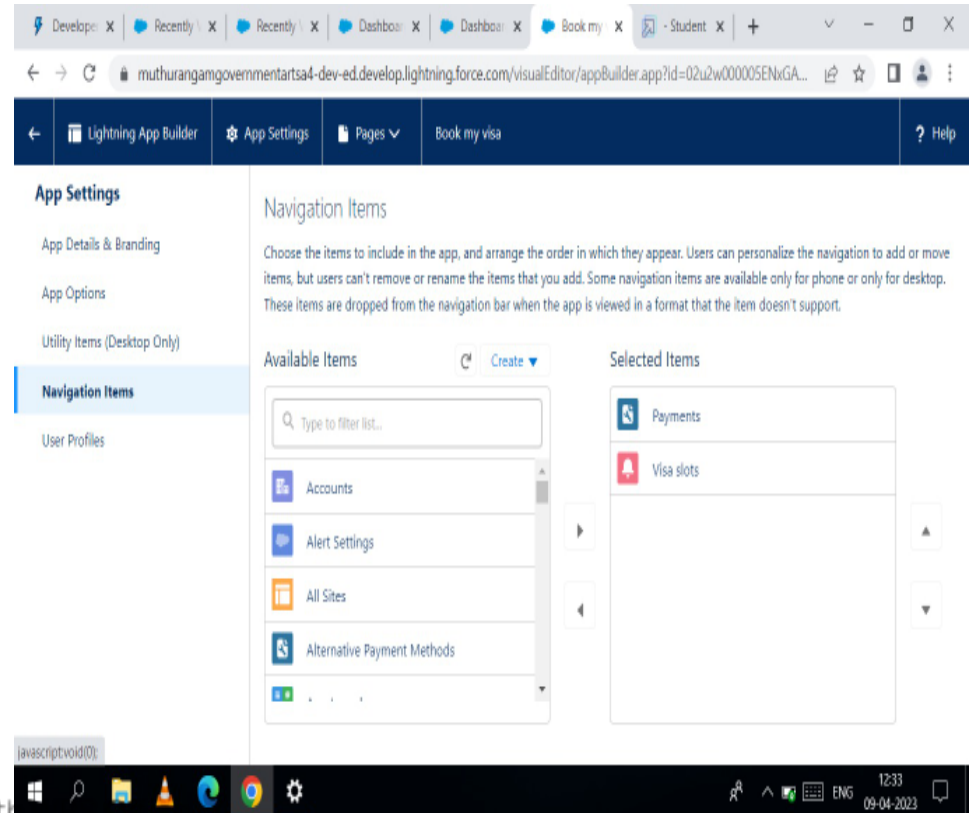 Develope
Recently
Recently
Dashboar
Dashboar
Book my
- Student
muthurangamgovernmentartsa4-dev-ed.develop.lightning.force.com/visualEditor/appBuilder.app?id=02u2w000005ENxGA...
Lightning App Builder
App Settings
Pages
Book my visa
? Help
App Settings
App Details & Branding
App Options
Utility Items (Desktop Only)
Navigation Items
User Profiles
Navigation Items
Choose the items to include in the app, and arrange the order in which they appear. Users can personalize the navigation to add or move
items, but users can't remove or rename the items that you add. Some navigation items are available only for phone or only for desktop.
These items are dropped from the navigation bar when the app is viewed in a format that the item doesn't support.
Available Items
Create
Type to filter list...
Accounts
Alert Settings
All Sites
Alternative Payment Methods
Selected Items
Payments
Visa slots
javascript:void(0);
ENG
12:33
09-04-2023